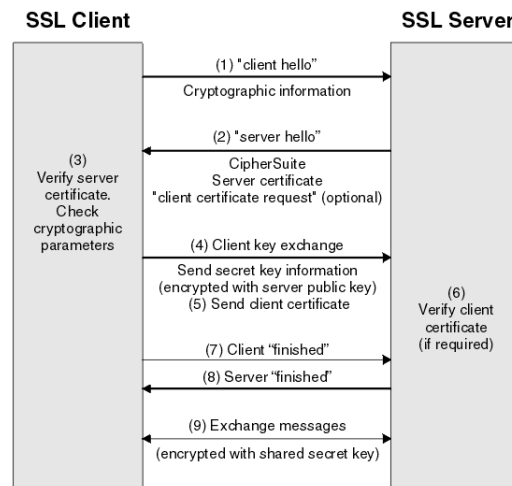 SSL Client
SSL Server
(1) "client hello"
Cryptographic information
(2) "server hello"
CipherSuite
Server certificate
"client certificate request" (optional)
(3)
Verify server
certificate.
Check
cryptographic
parameters
(4) Client key exchange
Send secret key information
(encrypted with server public key)
(5) Send client certificate
(6)
Verify client
certificate
(if required)
(7) Client “finished”
(8) Server “finished”
(9) Exchange messages
(encrypted with shared secret key)